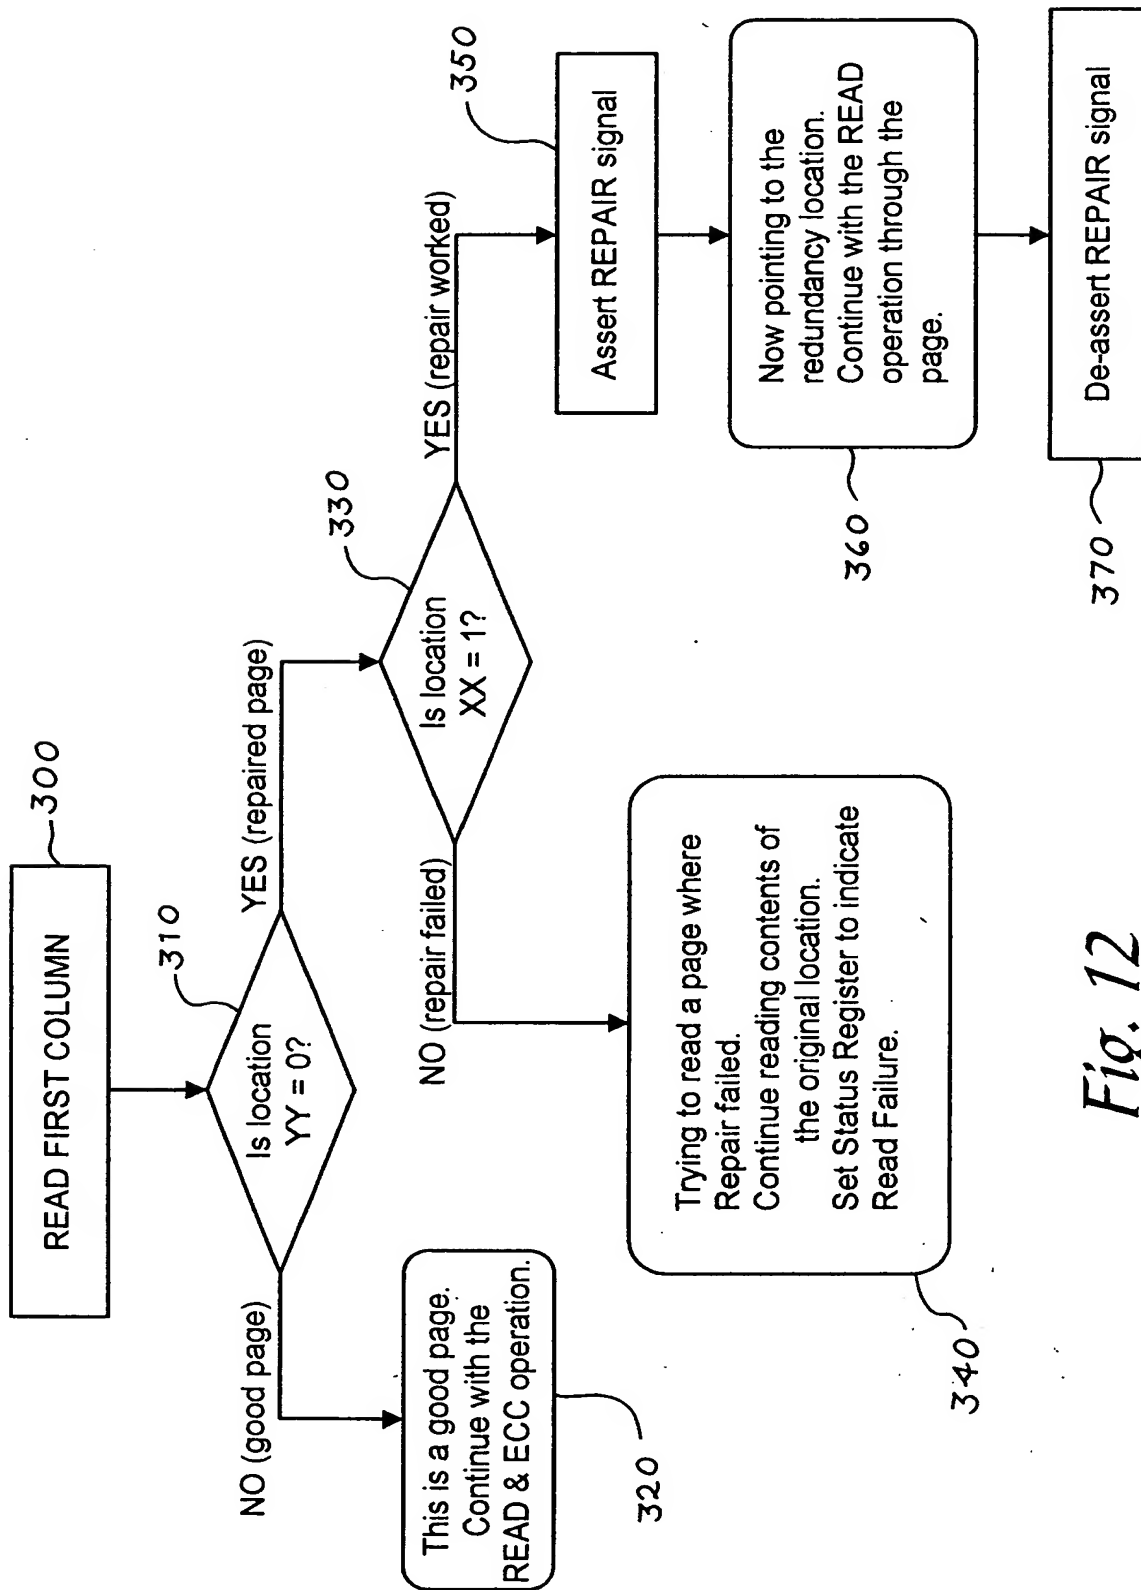 READ FIRST COLUMN
300
310
Is location
YY = 0?
NO (good page)
YES (repaired page)
This is a good page.
Continue with the
READ & ECC operation.
320
330
Is location
XX = 1?
NO (repair failed)
YES (repair worked)
Trying to read a page where
Repair failed.
Continue reading contents of
the original location.
Set Status Register to indicate
Read Failure.
340
350
Assert REPAIR signal
Now pointing to the
redundancy location.
Continue with the READ
operation through the
page.
360
De-assert REPAIR signal
370
Fig. 12